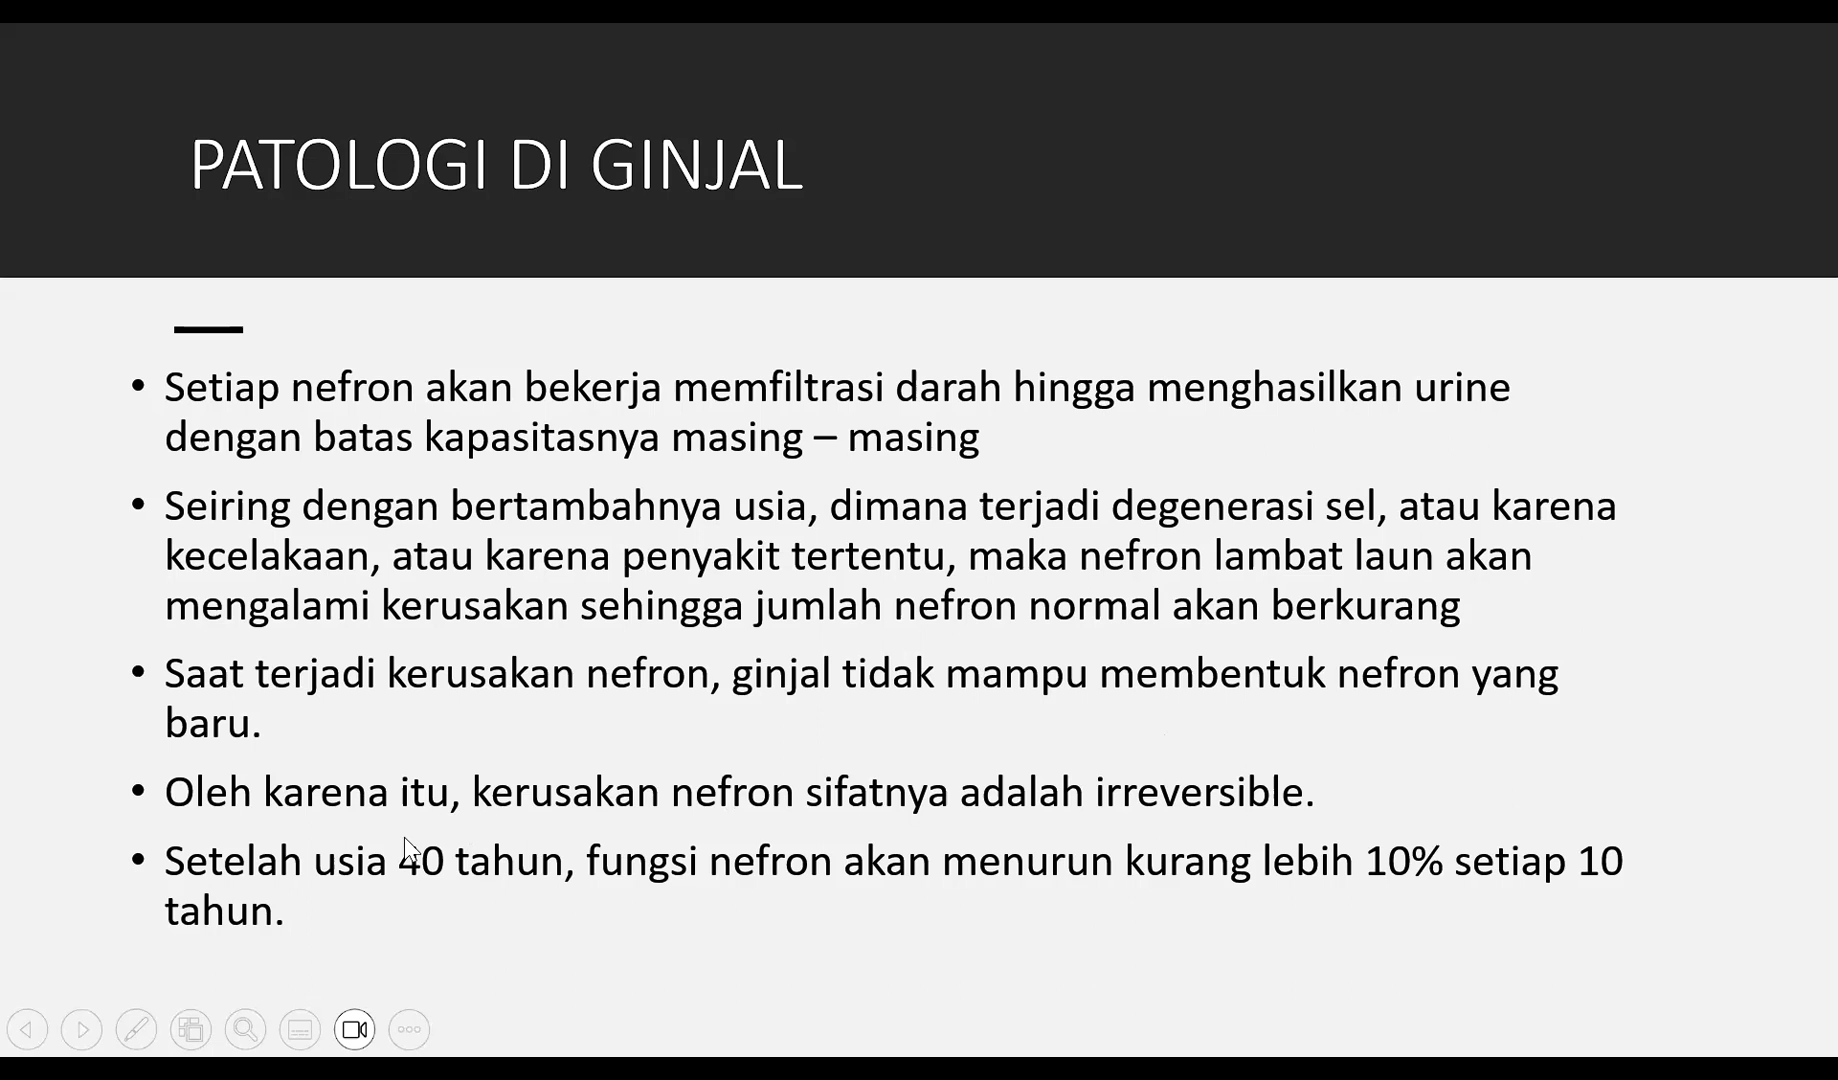 PATOLOGI DI GINJAL
• Setiap nefron akan bekerja memfiltrasi darah hingga menghasilkan urine
dengan batas kapasitasnya masing – masing
• Seiring dengan bertambahnya usia, dimana terjadi degenerasi sel, atau karena
kecelakaan, atau karena penyakit tertentu, maka nefron lambat laun akan
mengalami kerusakan sehingga jumlah nefron normal akan berkurang
• Saat terjadi kerusakan nefron, ginjal tidak mampu membentuk nefron yang
baru.
• Oleh karena itu, kerusakan nefron sifatnya adalah irreversible.
• Setelah usia 40 tahun, fungsi nefron akan menurun kurang lebih 10% setiap 10
tahun.